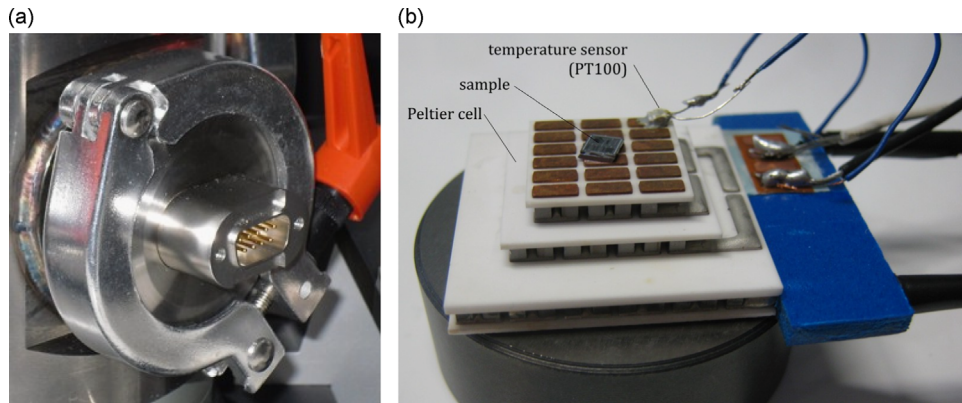 (a)
(b)
temperature sensor
(PT100)
sample
Peltier cell